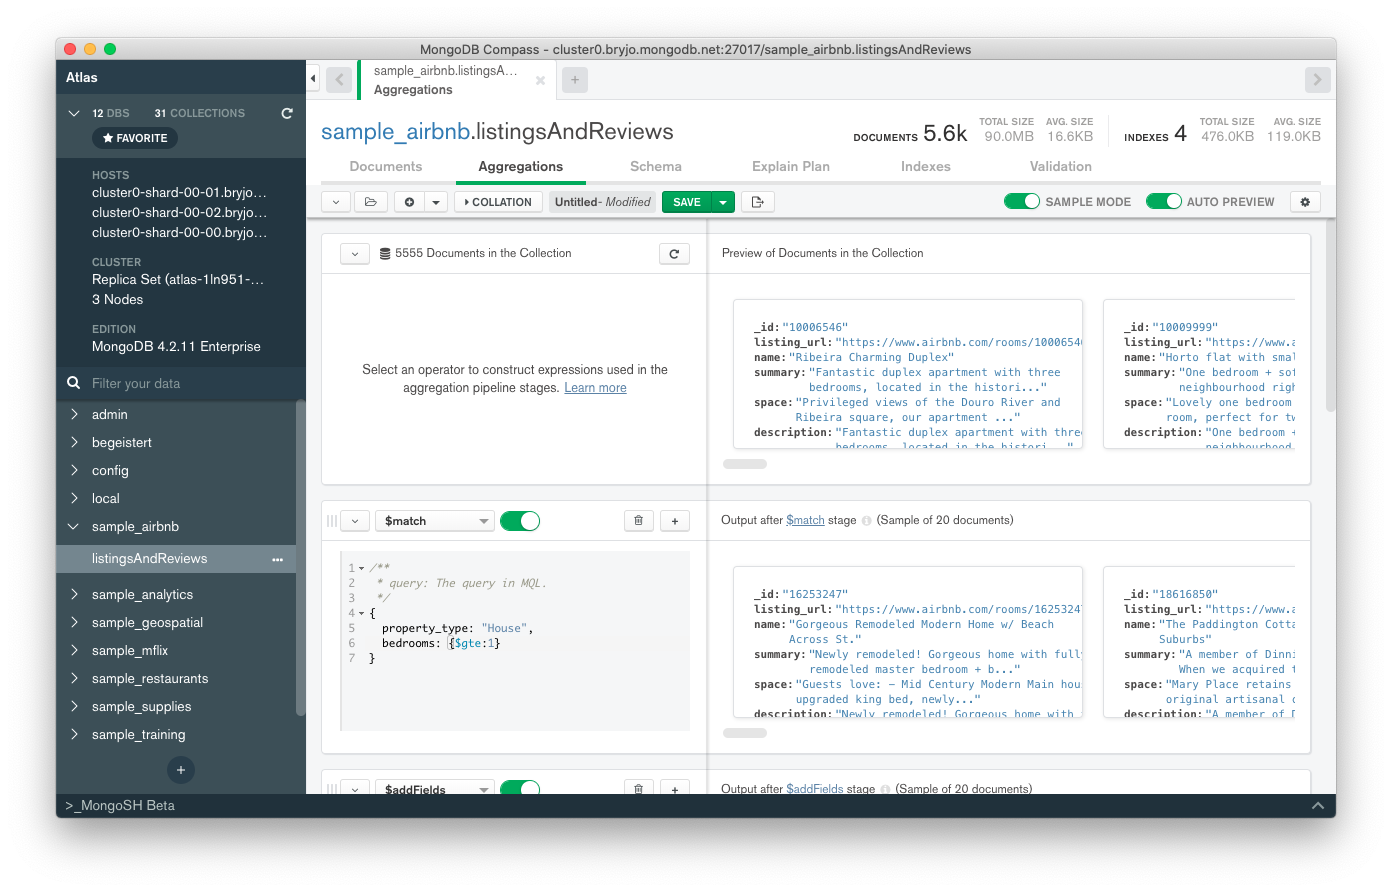 MongoDB Compass - cluster0.bryjo.mongodb.net:27017/sample_airbnb.listingsAndReviews
Atlas
12 DBS 31 COLLECTIONS
FAVORITE
HOSTS
cluster0-shard-00-01.bryjo...
cluster0-shard-00-02.bryjo...
cluster0-shard-00-00.bryjo...
CLUSTER
Replica Set (atlas-1ln951-...
3 Nodes
EDITION
MongoDB 4.2.11 Enterprise
Filter your data
admin
begeistert
config
local
sample_airbnb
listingsAndReviews
sample_analytics
sample_geospatial
sample_mflix
sample_restaurants
sample_supplies
sample_training
>_MongoSH Beta
sample_airbnb.listingsA...
Aggregations
sample_airbnb.listingsAndReviews
DOCUMENTS 5.6k TOTAL SIZE 90.0MB AVG. SIZE 16.6KB
INDEXES 4 TOTAL SIZE 476.0KB AVG. SIZE 119.0KB
Documents Aggregations Schema Explain Plan Indexes Validation
COLLATION Untitled- Modified SAVE SAMPLE MODE AUTO PREVIEW
5555 Documents in the Collection
Preview of Documents in the Collection
Select an operator to construct expressions used in the
aggregation pipeline stages. Learn more
_id: "10006546"
listing_url: "https://www.airbnb.com/rooms/10006546
name: "Ribeira Charming Duplex"
summary: "Fantastic duplex apartment with three
bedrooms, located in the histori..."
space: "Privileged views of the Douro River and
Ribeira square, our apartment ..."
description: "Fantastic duplex apartment with three
bedrooms, located in the histori..."
_id: "10009999"
listing_url: "https://www.a
name: "Horto flat with smal
summary: "One bedroom + sof
neighbourhood righ
space: "Lovely one bedroom
room, perfect for tw
description: "One bedroom +
neighbourhood
$match
Output after $match stage (Sample of 20 documents)
1 /**
2 * query: The query in MQL.
3 */
4 {
5 property_type: "House",
6 bedrooms: {$gte:1}
7 }
_id: "16253247"
listing_url: "https://www.airbnb.com/rooms/16253247
name: "Gorgeous Remodeled Modern Home w/ Beach
Across St."
summary: "Newly remodeled! Gorgeous home with fully
remodeled master bedroom + b..."
space: "Guests love: – Mid Century Modern Main hou
upgraded king bed, newly..."
description: "Newly remodeled! Gorgeous home with
_id: "18616850"
listing_url: "https://www.a
name: "The Paddington Cotta
Suburbs"
summary: "A member of Dinni
When we acquired t
space: "Mary Place retains
original artisanal c
description: "A member of D
$addFields
Output after $addFields stage (Sample of 20 documents)